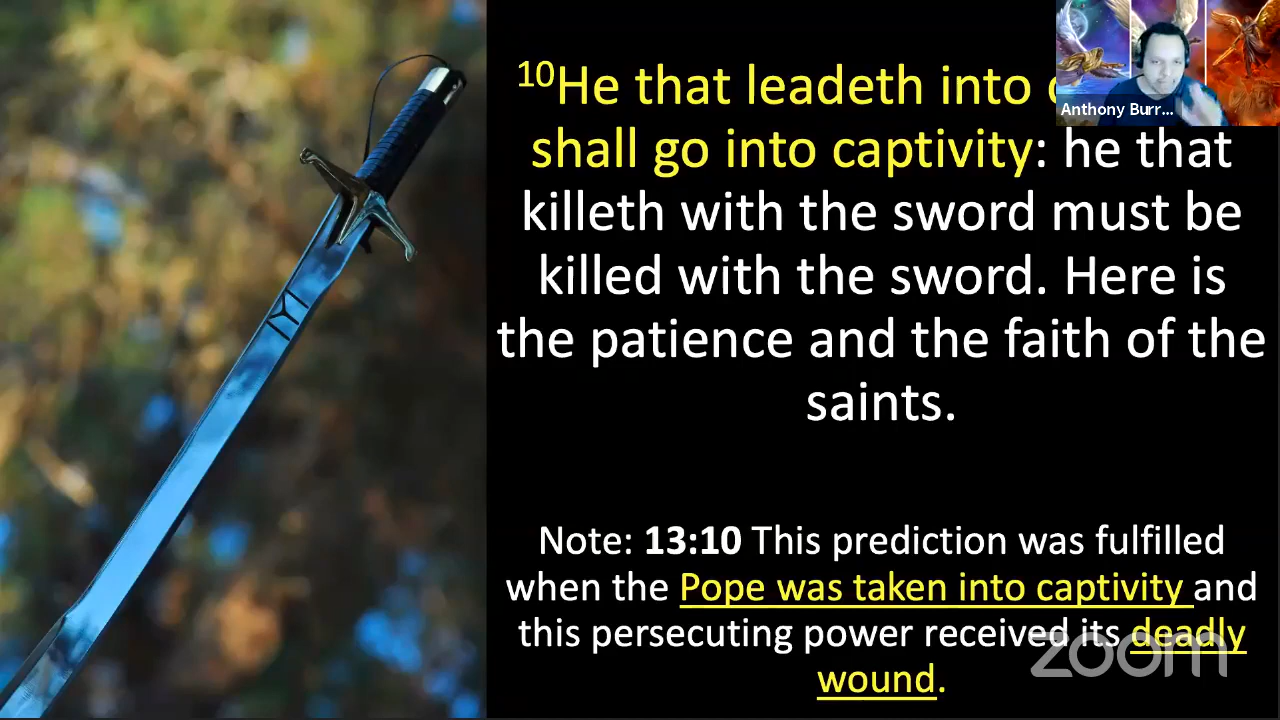 10He that leadeth into
shall go into captivity: he that
killeth with the sword must be
killed with the sword. Here is
the patience and the faith of the
saints.
Note: 13:10 This prediction was fulfilled
when the Pope was taken into captivity and
this persecuting power received its deadly
wound.
Anthony Burr...
zoom